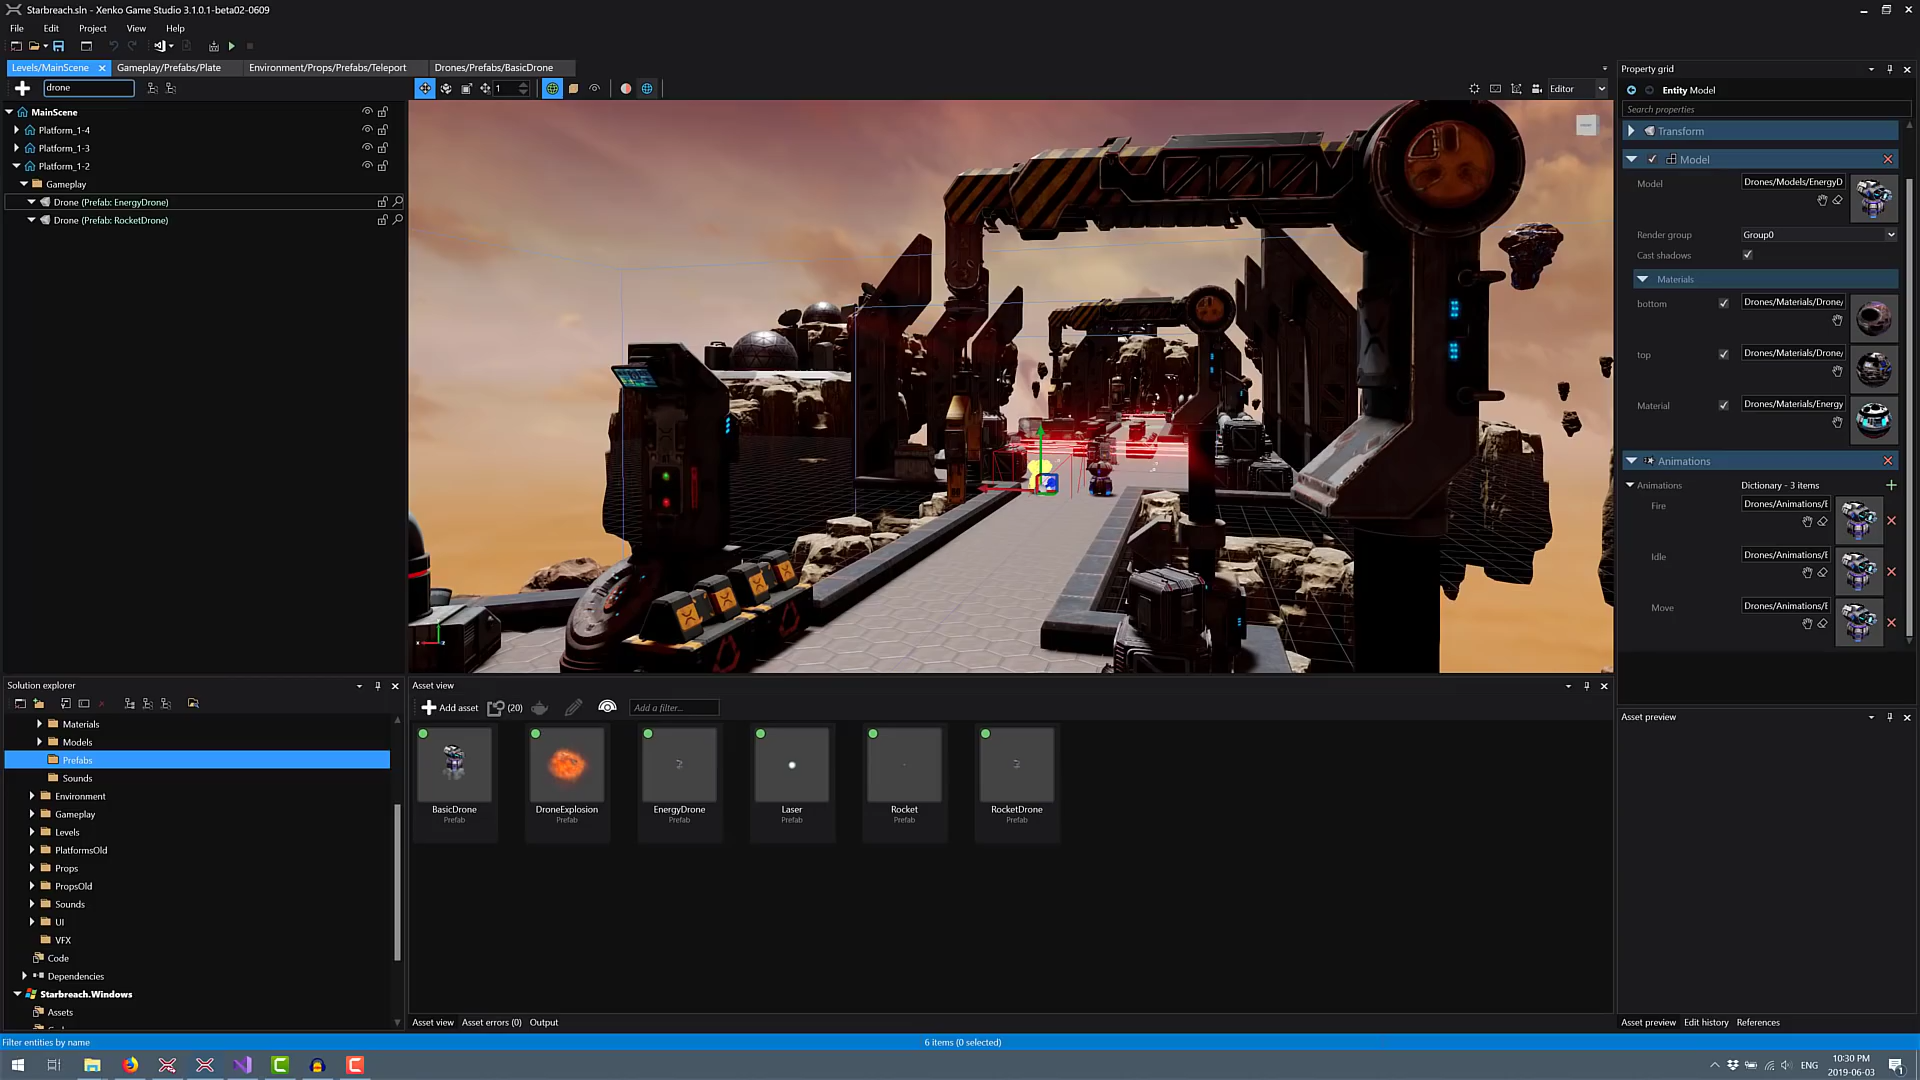 Starbreach.sln - Xenko Game Studio 3.1.0.1-beta02-0609
File Edit Project View Help
Levels/MainScene Gameplay/Prefabs/Plate Environment/Props/Prefabs/Teleport Drones/Prefabs/BasicDrone
drone
1
Editor
MainScene
Platform_1-4
Platform_1-3
Platform_1-2
Gameplay
Drone (Prefab: EnergyDrone)
Drone (Prefab: RocketDrone)
Property grid
Entity Model
Search properties
Transform
Model
Model Drones/Models/EnergyD
Render group Group0
Cast shadows
Materials
bottom Drones/Materials/Drone/
top Drones/Materials/Drone/
Material Drones/Materials/Energy
Animations
Animations Dictionary - 3 items
Fire Drones/Animations/E
Idle Drones/Animations/E
Move Drones/Animations/E
Solution explorer
Materials
Models
Prefabs
Sounds
Environment
Gameplay
Levels
PlatformsOld
Props
PropsOld
Sounds
UI
VFX
Code
Dependencies
Starbreach.Windows
Assets
Asset view
Add asset (20) Add a filter...
BasicDrone
Prefab
DroneExplosion
Prefab
EnergyDrone
Prefab
Laser
Prefab
Rocket
Prefab
RocketDrone
Prefab
Asset view Asset errors (0) Output
Asset preview
Asset preview Edit history References
Filter entities by name
6 items (0 selected)
ENG
10:30 PM
2019-06-03
1